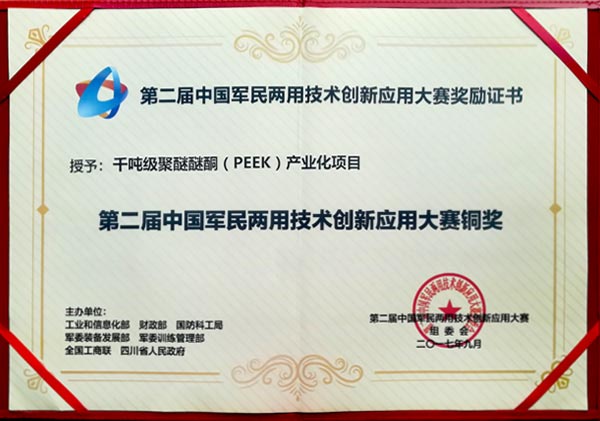 第二届中国军民两用技术创新应用大赛奖励证书
授予：千吨级聚醚醚酮（PEEK）产业化项目
第二届中国军民两用技术创新应用大赛铜奖
主办单位：
工业和信息化部 财政部 国防科工局
军委装备发展部 军委训练管理部
全国工商联 四川省人民政府
第二届中国军民两用技术创新应用大赛
组委会
二〇一七年九月